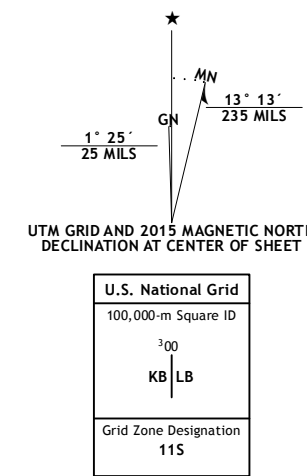 ★
MN
GN
13° 13´
235 MILS
1° 25´
25 MILS
UTM GRID AND 2015 MAGNETIC NORTH
DECLINATION AT CENTER OF SHEET
U.S. National Grid
100,000-m Square ID
³00
KB LB
Grid Zone Designation
11S